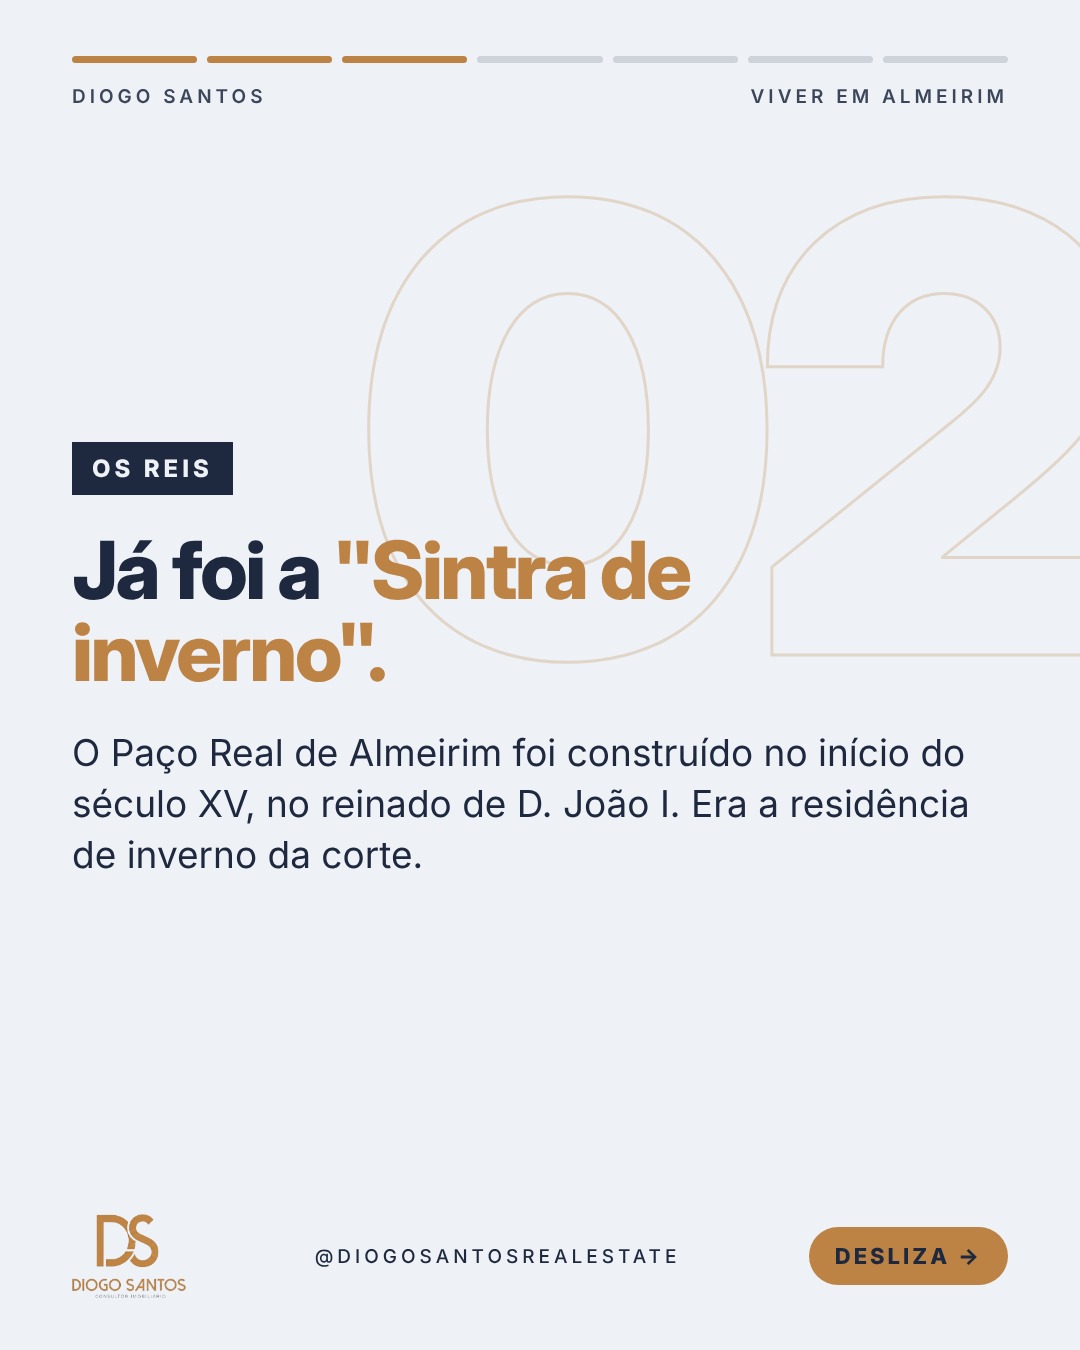 DIOGO SANTOS
VIVER EM ALMEIRIM
02
OS REIS
Já foi a "Sintra de
inverno".
O Paço Real de Almeirim foi construído no início do
século XV, no reinado de D. João I. Era a residência
de inverno da corte.
DS
DIOGO SANTOS
CONSULTOR IMOBILIÁRIO
@DIOGOSANTOSREALESTATE
DESLIZA →